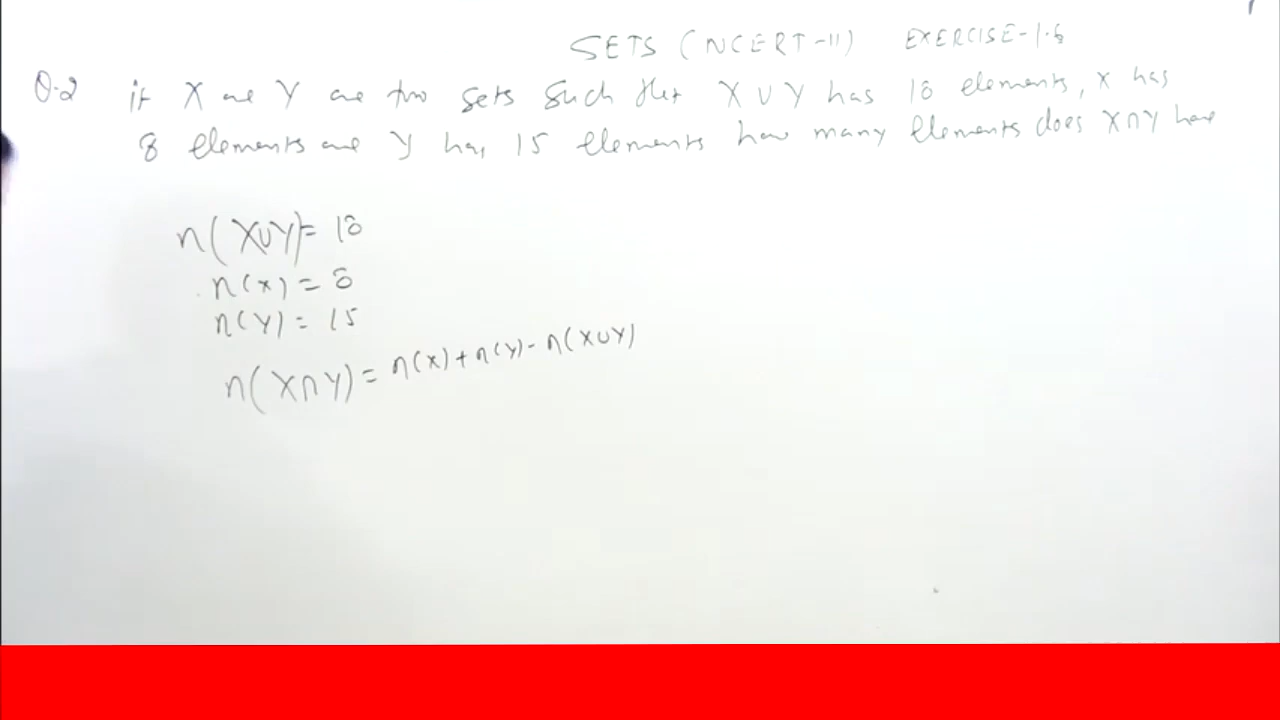 SETS (NCERT-11) EXERCISE-1.6
Q.2 if X and Y are two sets such that X ∪ Y has 18 elements, X has
8 elements and Y has 15 elements how many elements does X∩Y have
n(X∪Y)= 18
n(x) = 8
n(Y) = 15
n(X∩Y) = n(x)+n(y)- n(X∪Y)